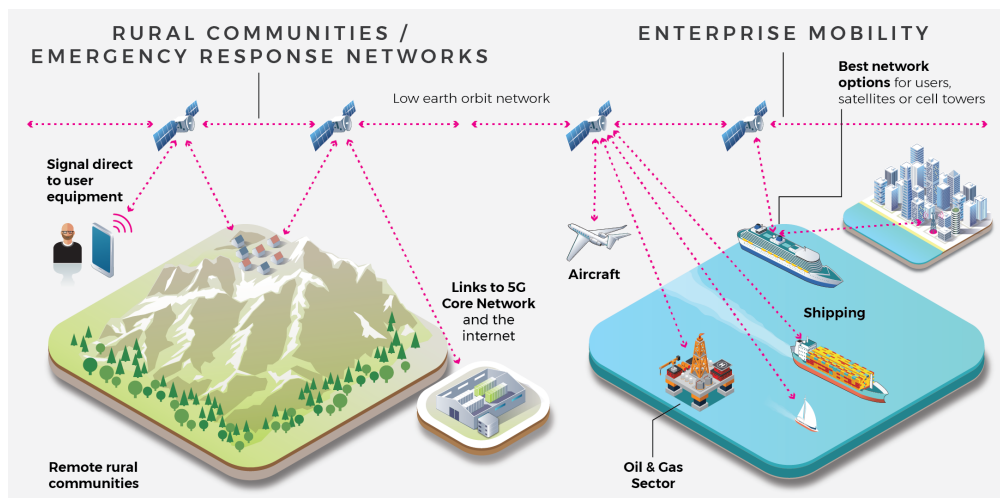 RURAL COMMUNITIES /
EMERGENCY RESPONSE NETWORKS
ENTERPRISE MOBILITY
Low earth orbit network
Best network
options for users,
satellites or cell towers
Signal direct
to user
equipment
Aircraft
Links to 5G
Core Network
and the
internet
Shipping
Remote rural
communities
Oil & Gas
Sector